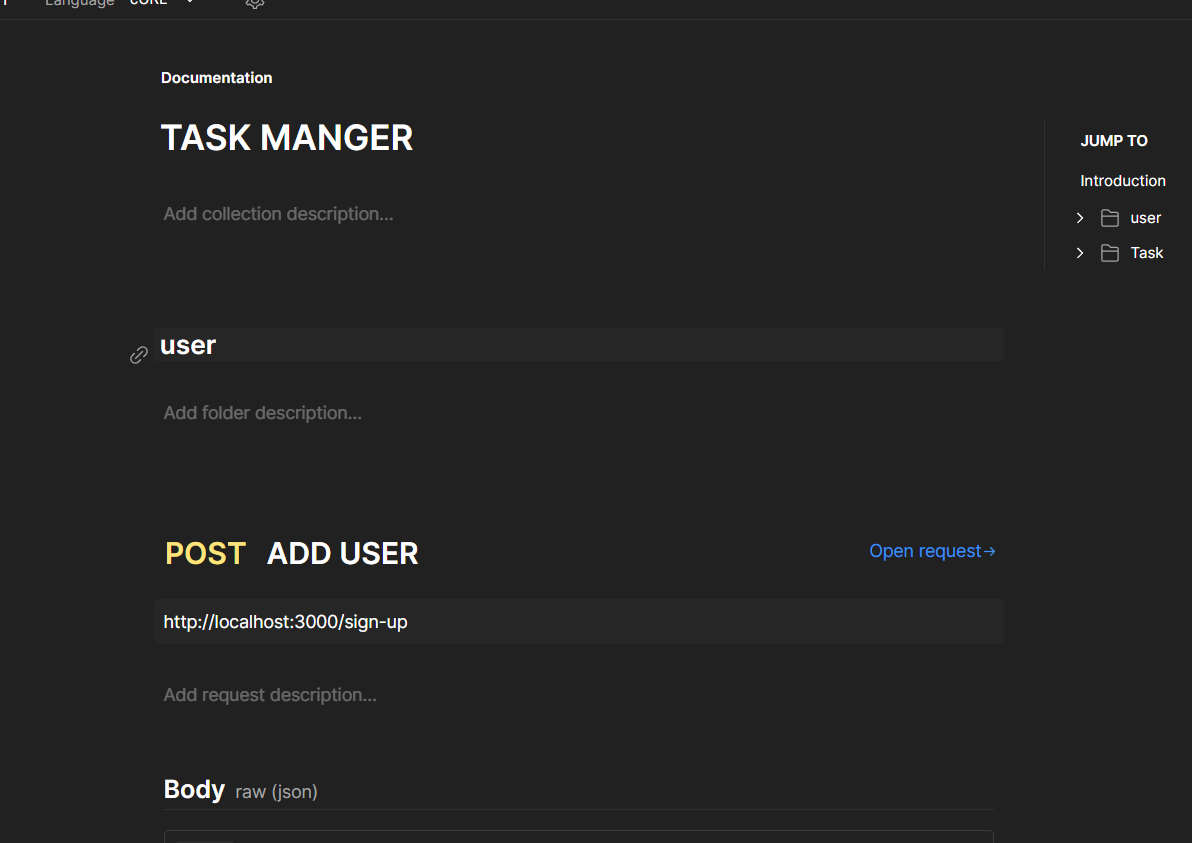 Language cURL
Documentation
TASK MANGER
JUMP TO
Introduction
Add collection description...
user
Task
user
Add folder description...
POST ADD USER
Open request→
http://localhost:3000/sign-up
Add request description...
Body raw (json)